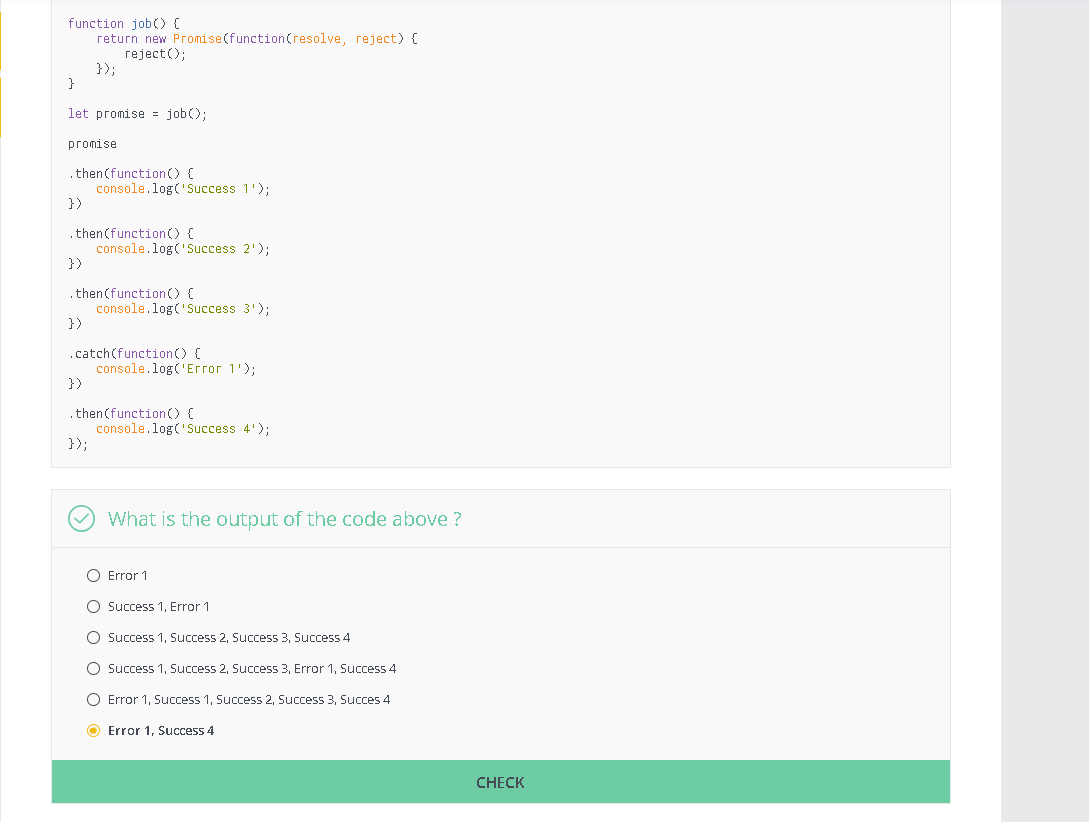 function job() {
    return new Promise(function(resolve, reject) {
        reject();
    });
}
let promise = job();
promise
.then(function() {
    console.log('Success 1');
})
.then(function() {
    console.log('Success 2');
})
.then(function() {
    console.log('Success 3');
})
.catch(function() {
    console.log('Error 1');
})
.then(function() {
    console.log('Success 4');
});
What is the output of the code above ?
Error 1
Success 1, Error 1
Success 1, Success 2, Success 3, Success 4
Success 1, Success 2, Success 3, Error 1, Success 4
Error 1, Success 1, Success 2, Success 3, Succes 4
Error 1, Success 4
CHECK